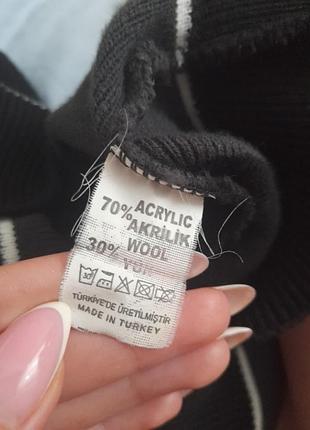 ACRYLIC
70% AKRİLİK
WOOL
30% YÜN
TÜRKİYE'DE ÜRETİLMİŞTİR
MADE IN TURKEY